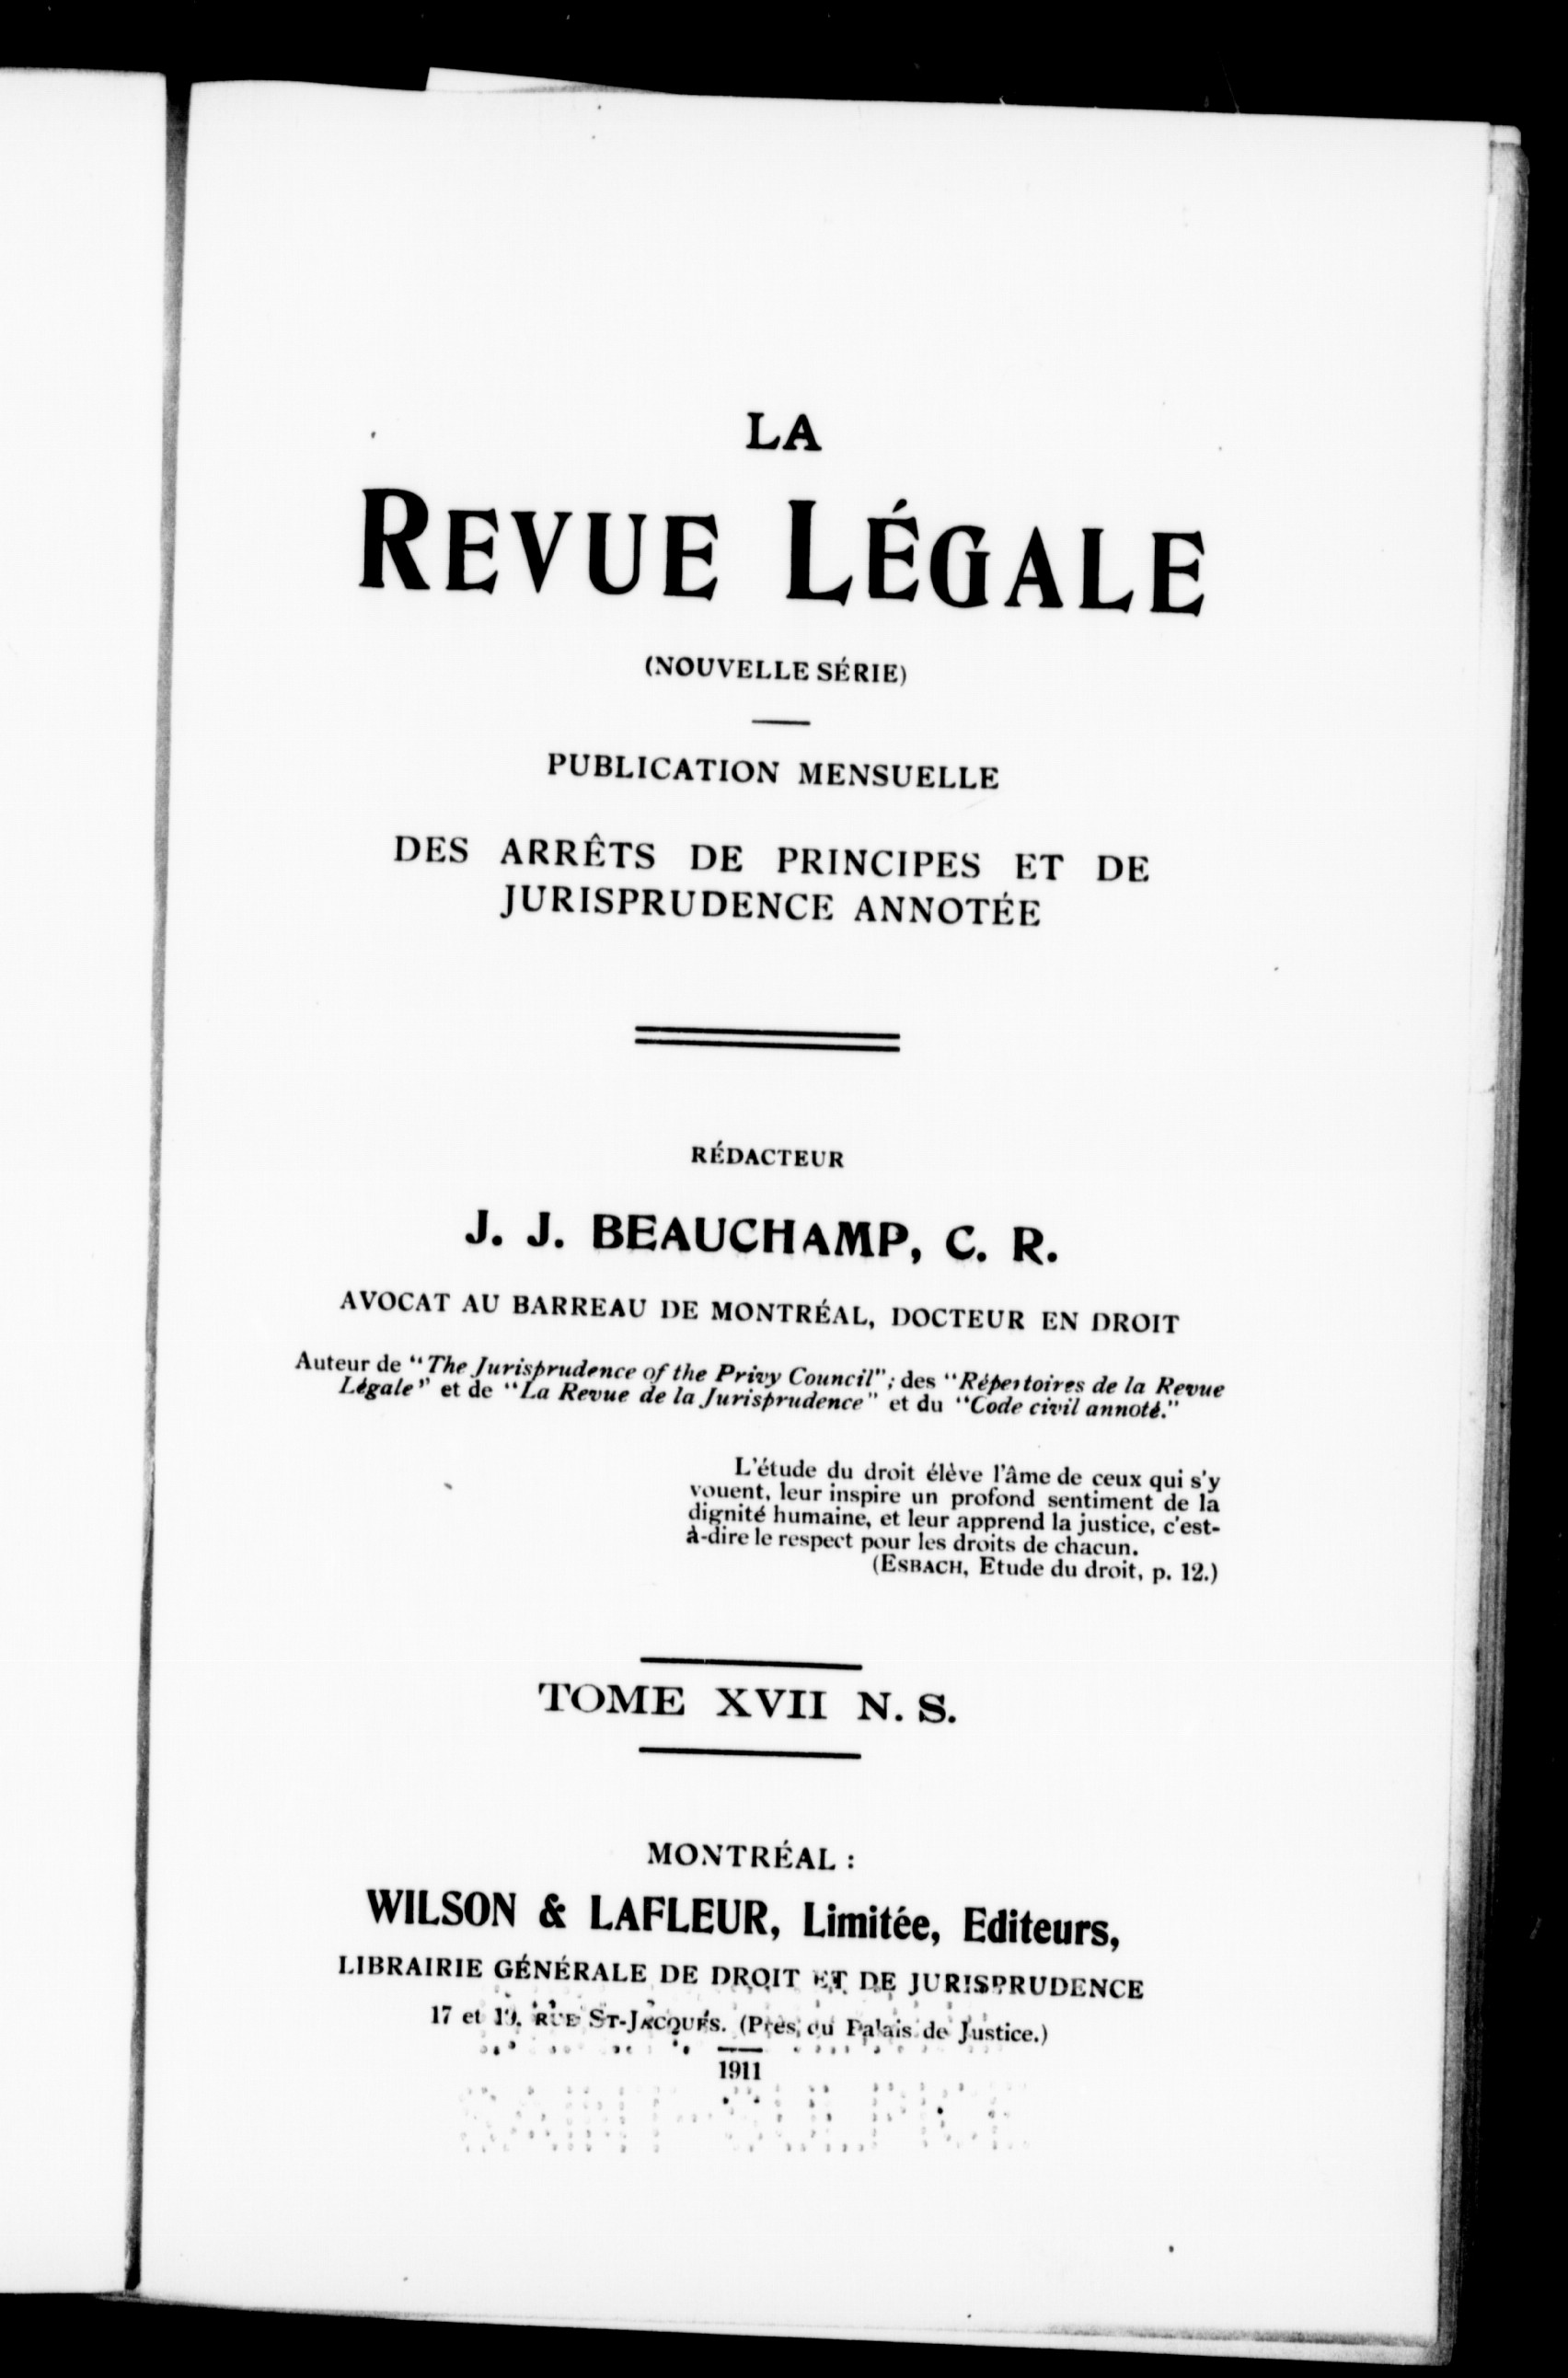 LA
REVUE LÉGALE
(NOUVELLE SÉRIE)
PUBLICATION MENSUELLE
DES ARRÊTS DE PRINCIPES ET DE
JURISPRUDENCE ANNOTÉE
RÉDACTEUR
J. J. BEAUCHAMP, C. R.
AVOCAT AU BARREAU DE MONTRÉAL, DOCTEUR EN DROIT
Auteur de "The Jurisprudence of the Privy Council"; des "Répertoires de la Revue
Légale" et de "La Revue de la Jurisprudence" et du "Code civil annoté."
L'étude du droit élève l'âme de ceux qui s'y
vouent, leur inspire un profond sentiment de la
dignité humaine, et leur apprend la justice, c'est-
à-dire le respect pour les droits de chacun.
(ESBACH, Etude du droit, p. 12.)
TOME XVII N. S.
MONTRÉAL :
WILSON & LAFLEUR, Limitée, Editeurs,
LIBRAIRIE GÉNÉRALE DE DROIT ET DE JURISPRUDENCE
17 et 19, RUE ST-JACQUES. (Près du Palais de Justice.)
1911
SAINT-SULPICE